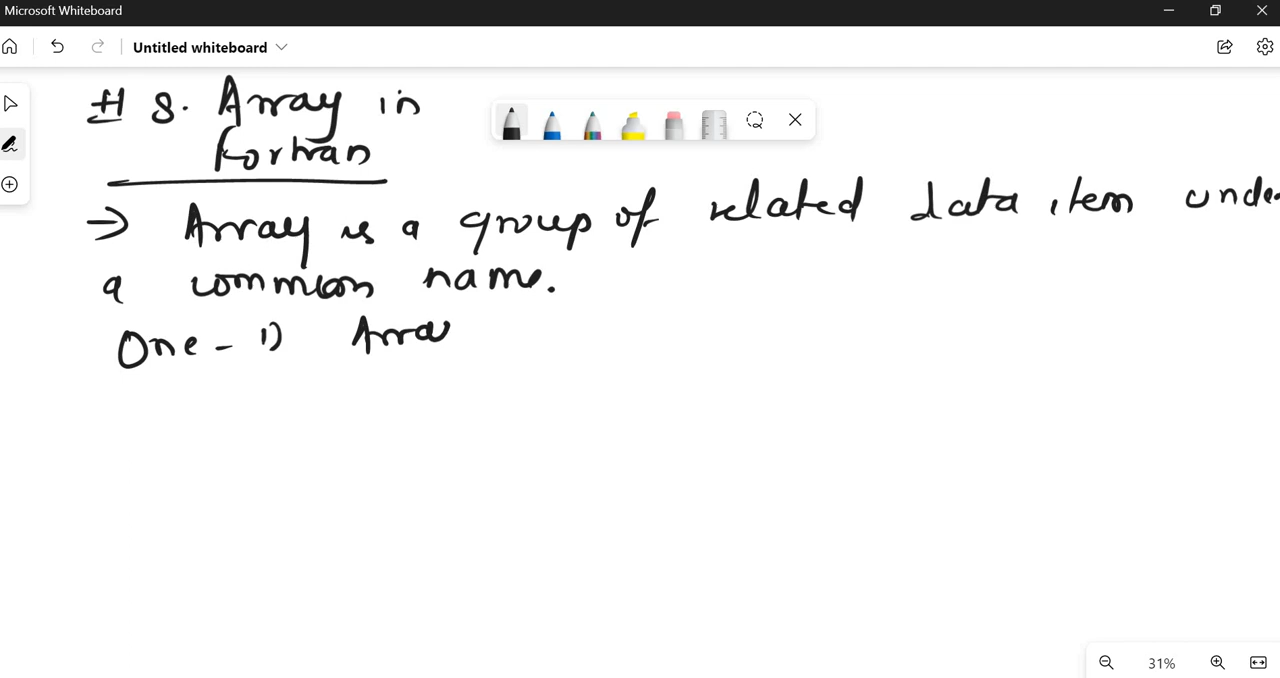 Microsoft Whiteboard
Untitled whiteboard
# 8. Array in
Fortran
→ Array is a group of related data item unde
a common name.
One - D Arra
31%